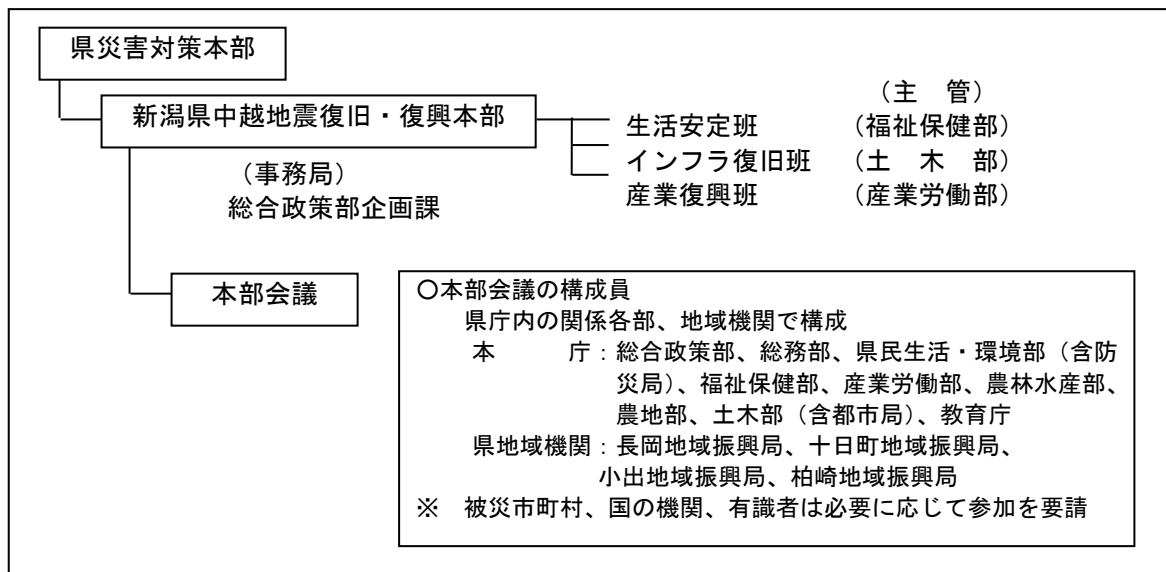 県災害対策本部
新潟県中越地震復旧・復興本部
（事務局）
総合政策部企画課
（主　管）
生活安定班　（福祉保健部）
インフラ復旧班　（土　木　部）
産業復興班　（産業労働部）
本部会議
○本部会議の構成員
県庁内の関係各部、地域機関で構成
本　　　庁：総合政策部、総務部、県民生活・環境部（含防
災局）、福祉保健部、産業労働部、農林水産部、
農地部、土木部（含都市局）、教育庁
県地域機関：長岡地域振興局、十日町地域振興局、
小出地域振興局、柏崎地域振興局
※　被災市町村、国の機関、有識者は必要に応じて参加を要請